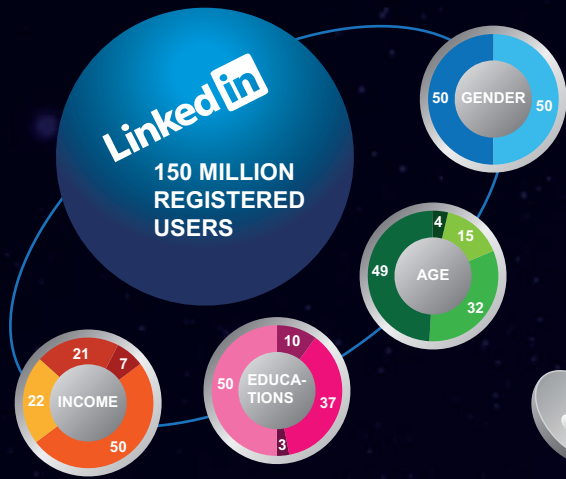 Linked in
150 MILLION
REGISTERED
USERS
50 GENDER 50
4
15
49 AGE
32
21
7
22 INCOME
50
10
50 EDUCA-
TIONS
37
3